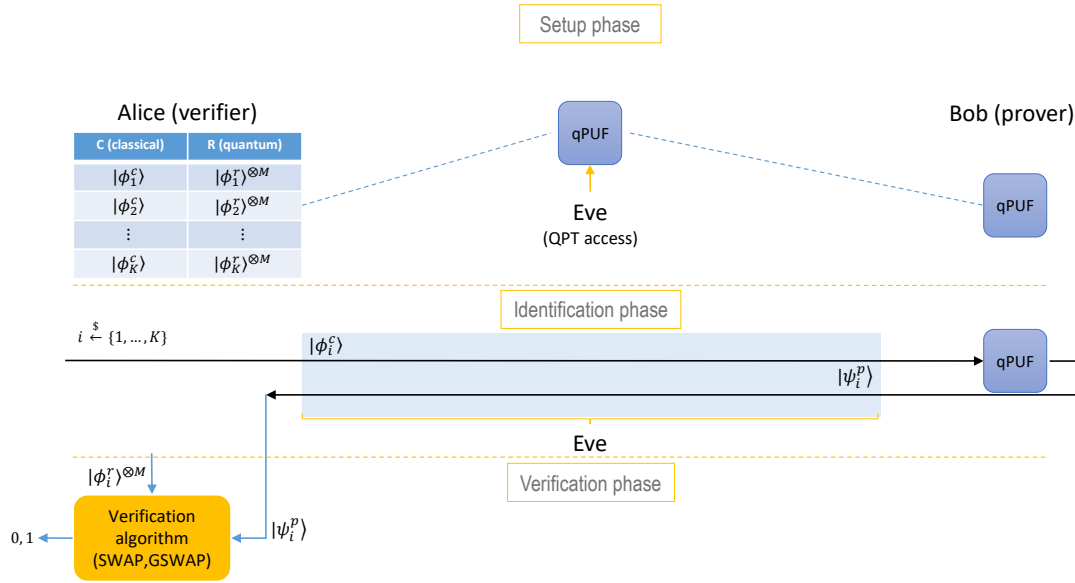 Setup phase
Alice (verifier)
qPUF
Bob (prover)
C (classical) R (quantum)
|ϕ₁ᶜ⟩ |ϕ₁ʳ⟩^⊗M
|ϕ₂ᶜ⟩ |ϕ₂ʳ⟩^⊗M
⋮ ⋮
|ϕ_Kᶜ⟩ |ϕ_Kʳ⟩^⊗M
qPUF
Eve
(QPT access)
Identification phase
i ←$ {1, …, K}
|ϕᵢᶜ⟩
qPUF
|ψᵢᵖ⟩
Eve
Verification phase
|ϕᵢʳ⟩^⊗M
Verification
algorithm
(SWAP,GSWAP)
|ψᵢᵖ⟩
0, 1